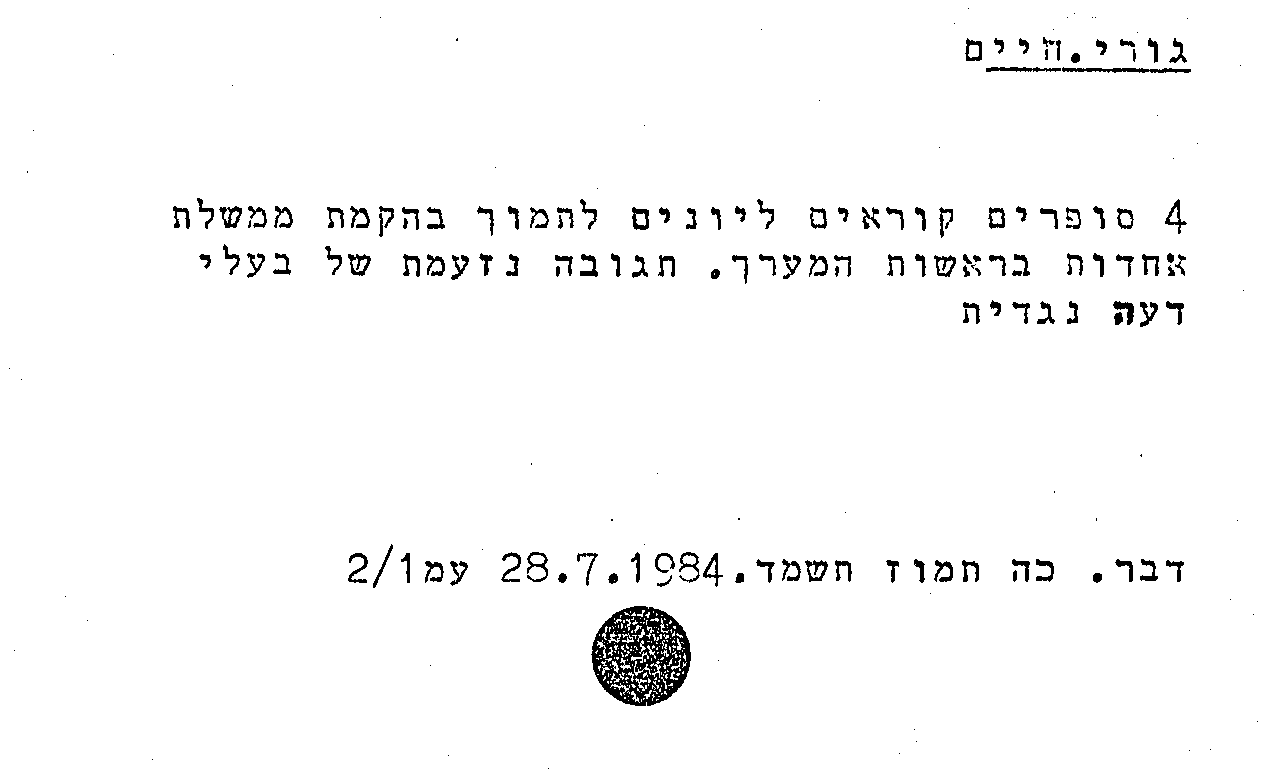 גורי.חיים
4 סופרים קוראים ליונים לתמוך בהקמת ממשלת
אחדות בראשות המערך. תגובה נזעמת של בעלי
דעה נגדית
דבר. כה תמוז תשמד.28.7.1984 עמ2/1